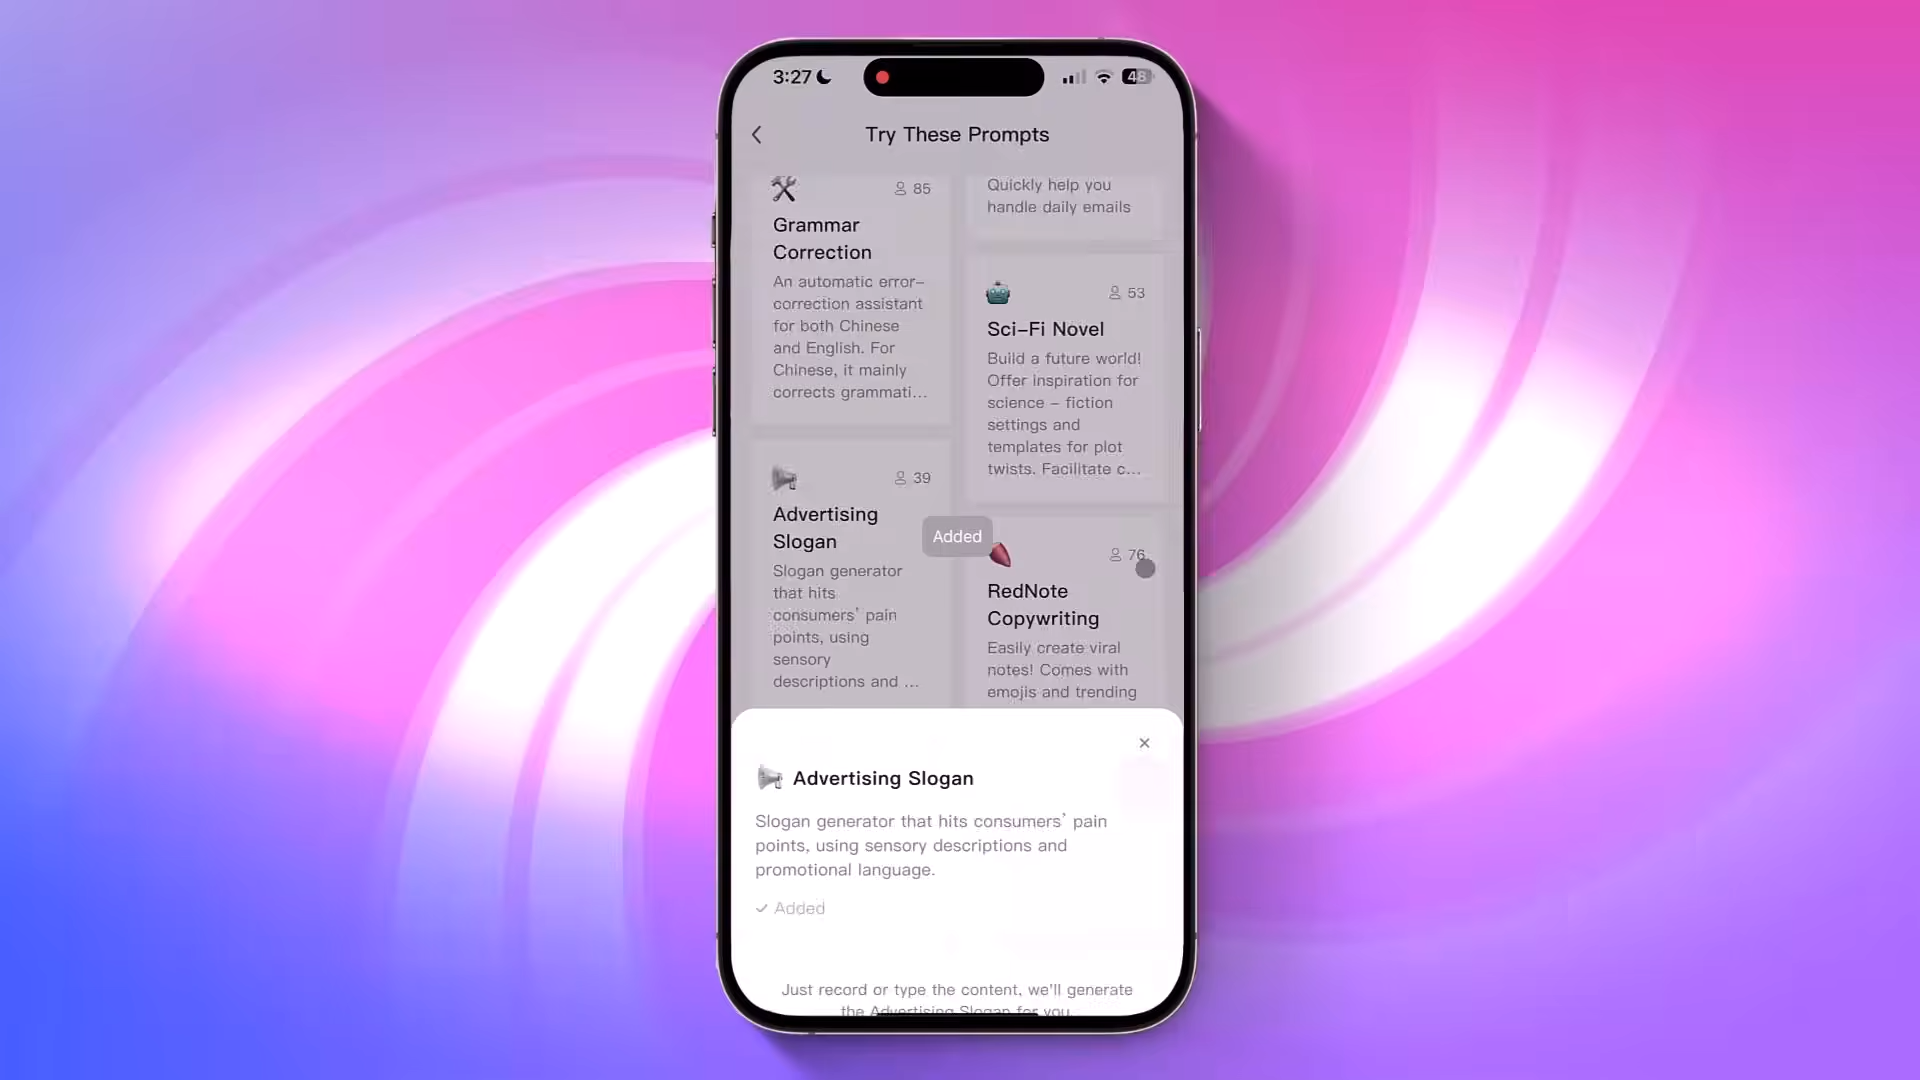 3:27
48
Try These Prompts
85
Grammar
Correction
An automatic error-
correction assistant
for both Chinese
and English. For
Chinese, it mainly
corrects grammati...
39
Advertising
Slogan
Slogan generator
that hits
consumers' pain
points, using
sensory
descriptions and ...
Quickly help you
handle daily emails
53
Sci-Fi Novel
Build a future world!
Offer inspiration for
science - fiction
settings and
templates for plot
twists. Facilitate c...
Added
76
RedNote
Copywriting
Easily create viral
notes! Comes with
emojis and trending
Advertising Slogan
Slogan generator that hits consumers' pain
points, using sensory descriptions and
promotional language.
Added
Just record or type the content, we'll generate
the Advertising Slogan for you.